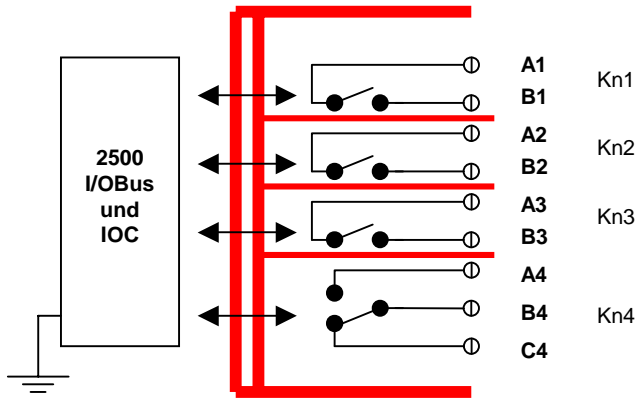 2500
I/OBus
und
IOC
A1
Kn1
B1
A2
Kn2
B2
A3
Kn3
B3
A4
B4
Kn4
C4